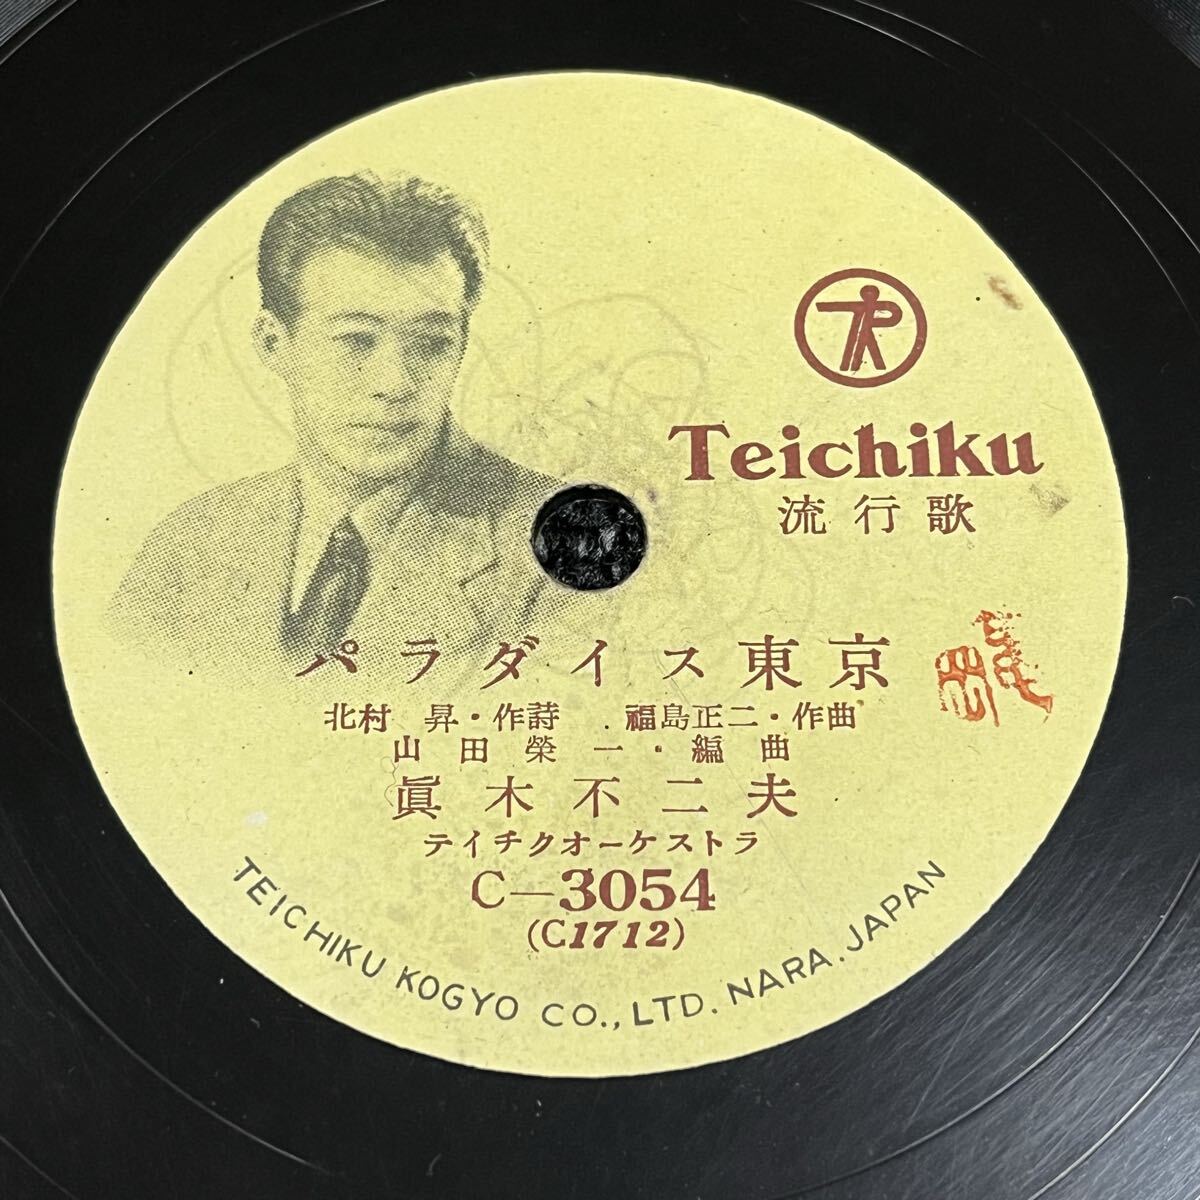 Teichiku
流行歌
パラダイス東京
北村 昇・作詩 福島正二・作曲
山田榮一・編曲
眞木不二夫
テイチクオーケストラ
C—3054
(C1712)
TEICHIKU KOGYO CO., LTD. NARA. JAPAN